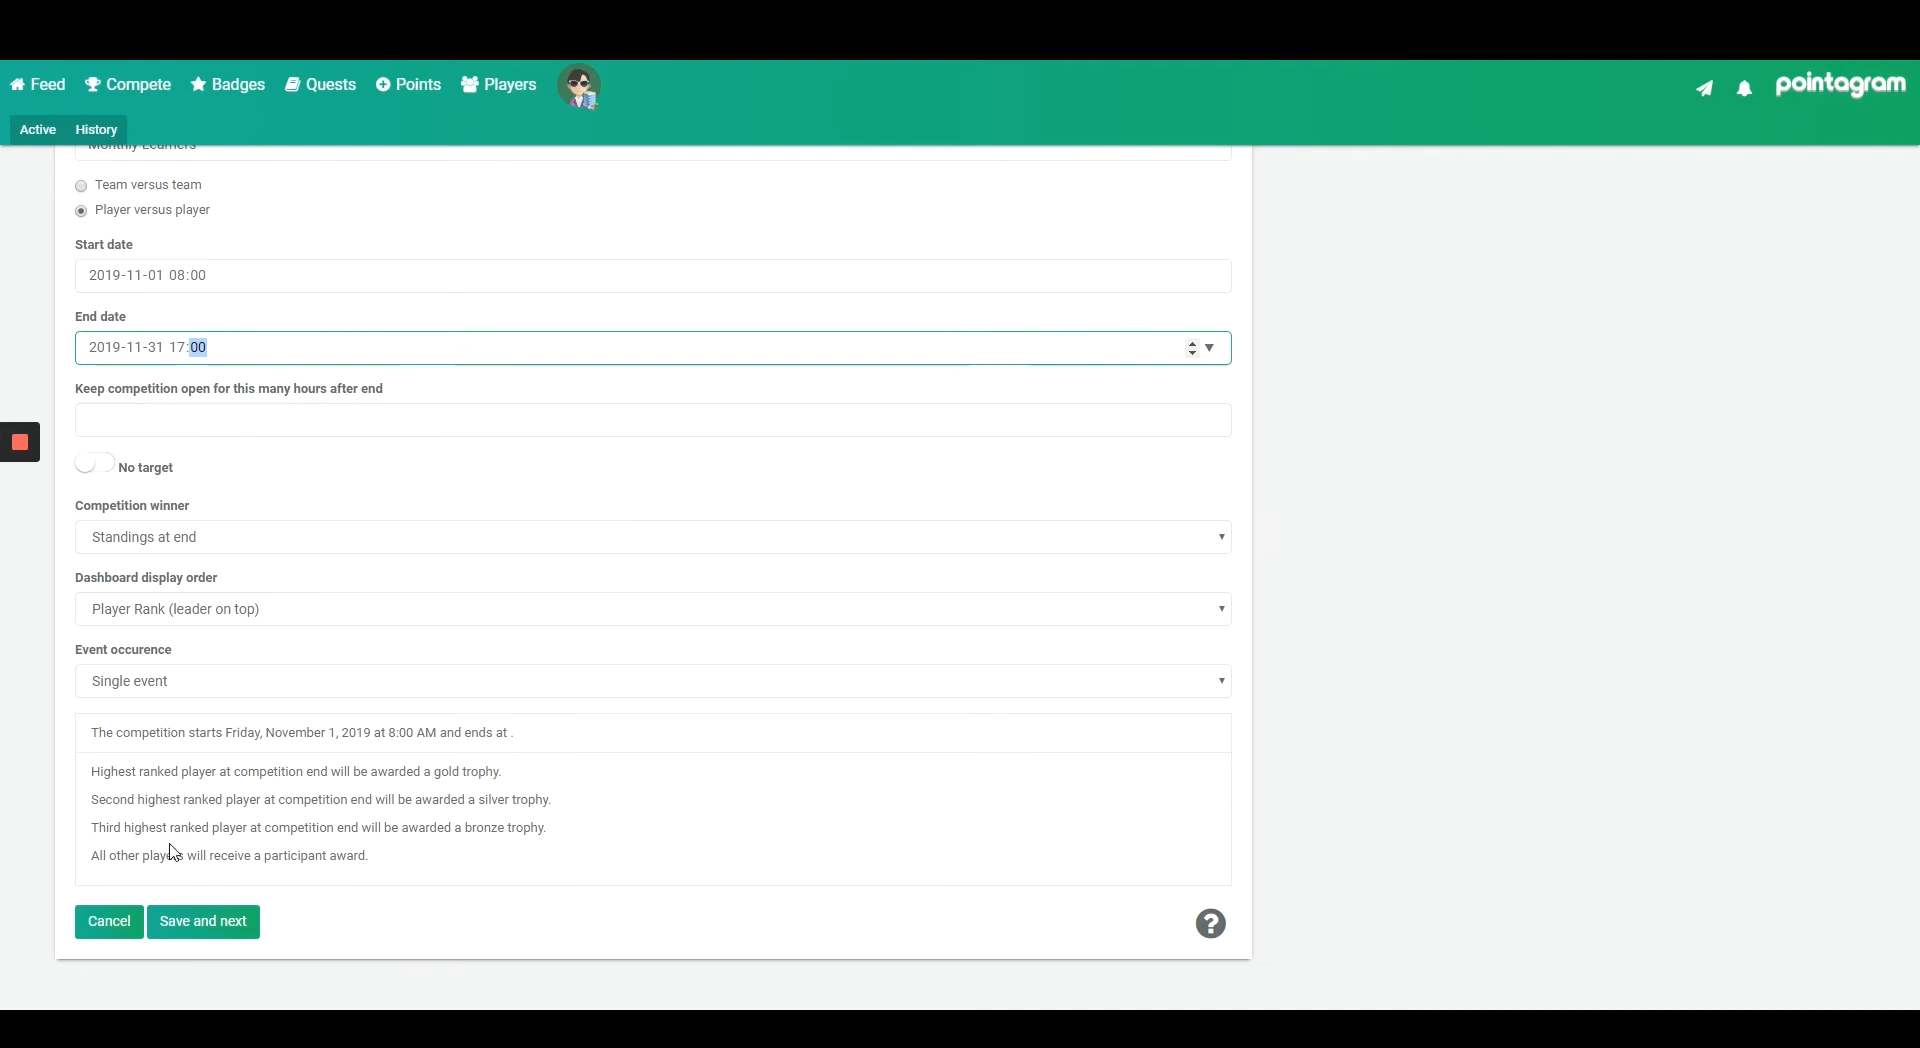 Feed Compete Badges Quests Points Players pointagram
Active History
Monthly Learners
Team versus team
Player versus player
Start date
2019-11-01 08:00
End date
2019-11-31 17:00
Keep competition open for this many hours after end
No target
Competition winner
Standings at end
Dashboard display order
Player Rank (leader on top)
Event occurence
Single event
The competition starts Friday, November 1, 2019 at 8:00 AM and ends at .
Highest ranked player at competition end will be awarded a gold trophy.
Second highest ranked player at competition end will be awarded a silver trophy.
Third highest ranked player at competition end will be awarded a bronze trophy.
All other players will receive a participant award.
Cancel Save and next ?